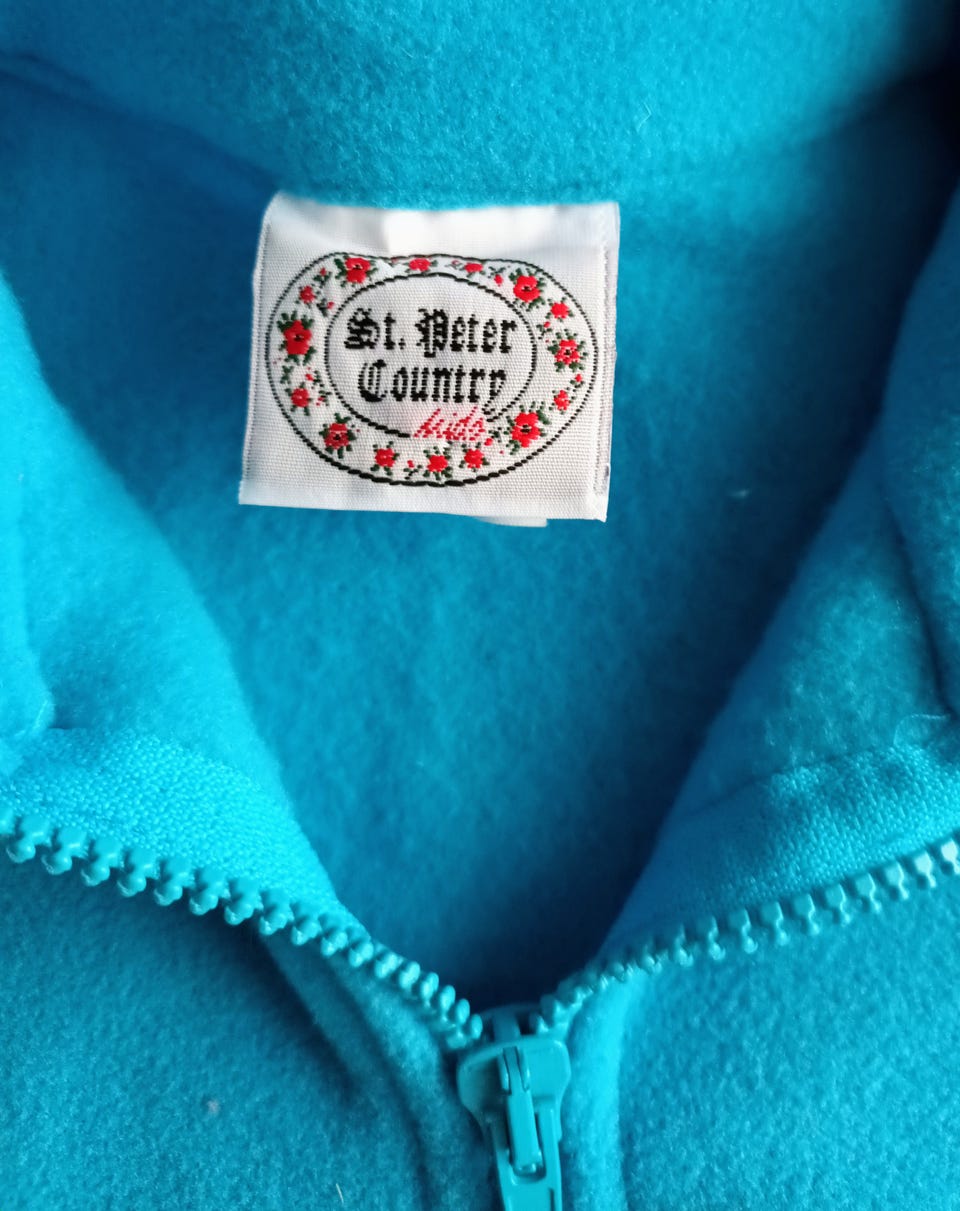 St. Peter
Country
kids